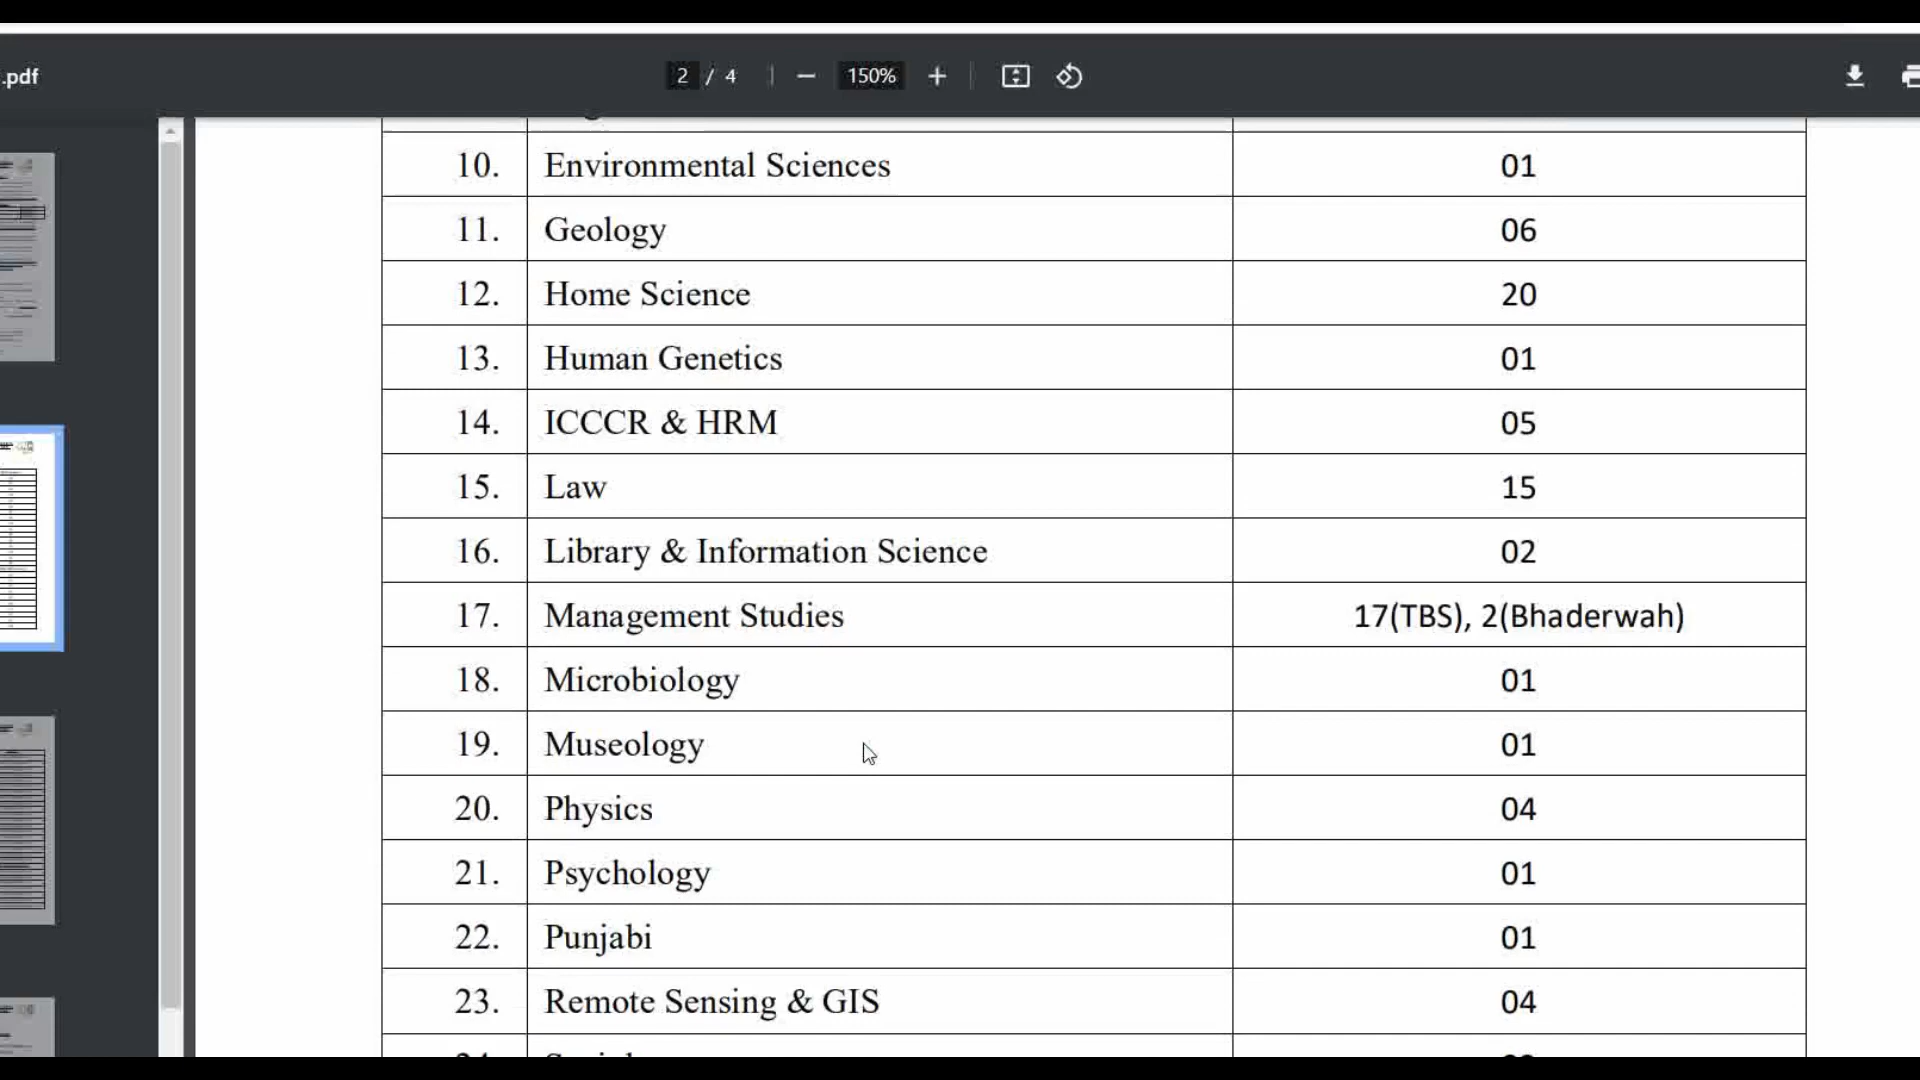 .pdf 2 / 4 150%
10. Environmental Sciences 01
11. Geology 06
12. Home Science 20
13. Human Genetics 01
14. ICCCR & HRM 05
15. Law 15
16. Library & Information Science 02
17. Management Studies 17(TBS), 2(Bhaderwah)
18. Microbiology 01
19. Museology 01
20. Physics 04
21. Psychology 01
22. Punjabi 01
23. Remote Sensing & GIS 04